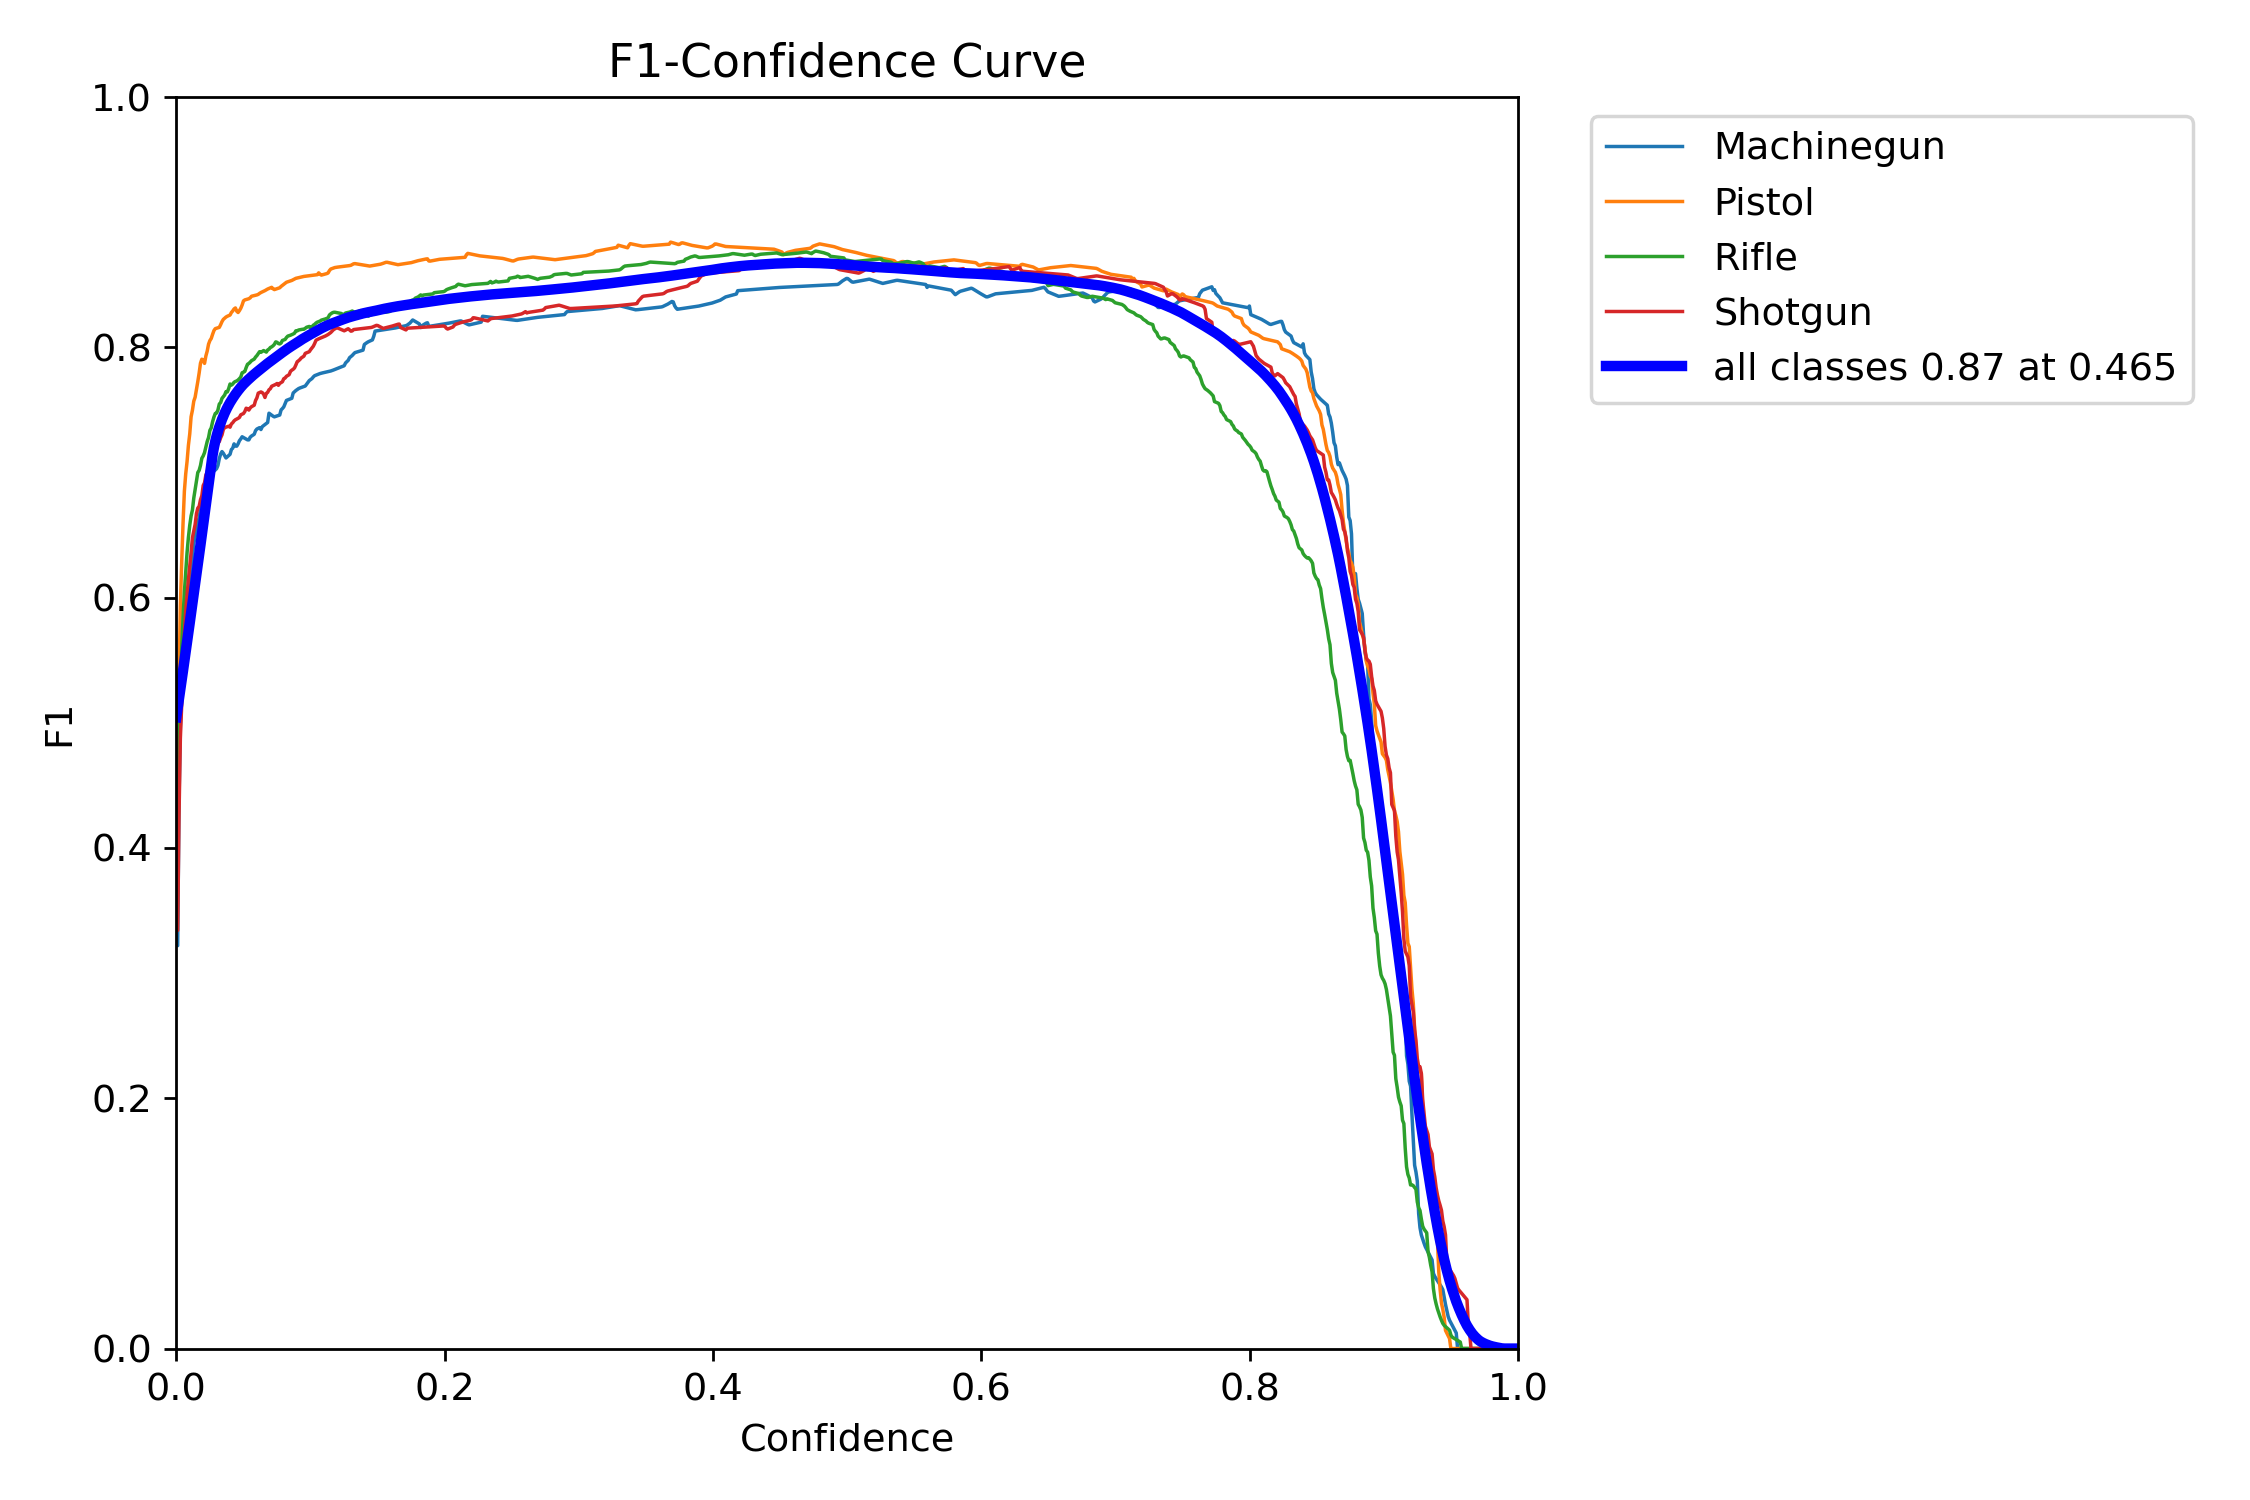 F1-Confidence Curve
1.0
0.8
0.6
0.4
0.2
0.0
F1
0.0 0.2 0.4 0.6 0.8 1.0
Confidence
Machinegun
Pistol
Rifle
Shotgun
all classes 0.87 at 0.465